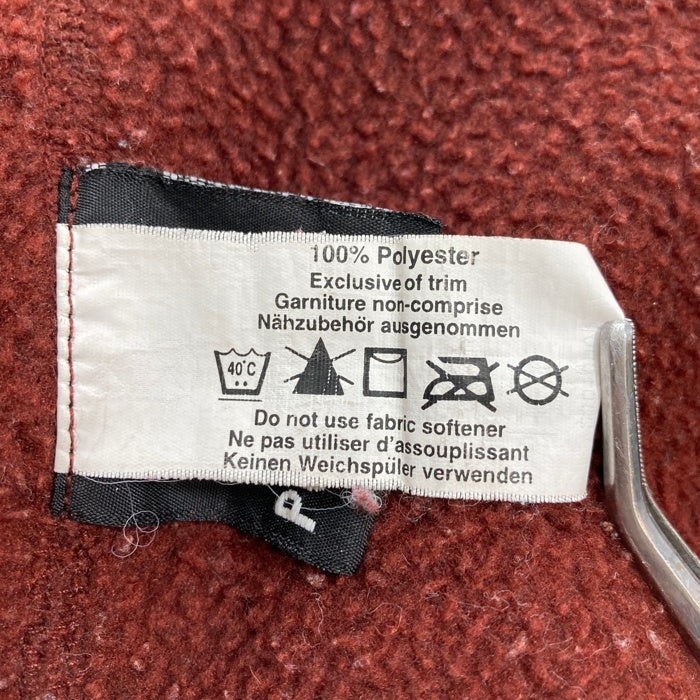 100% Polyester
Exclusive of trim
Garniture non-comprise
Nähzubehör ausgenommen
40°C
Do not use fabric softener
Ne pas utiliser d'assouplissant
Keinen Weichspüler verwenden
P